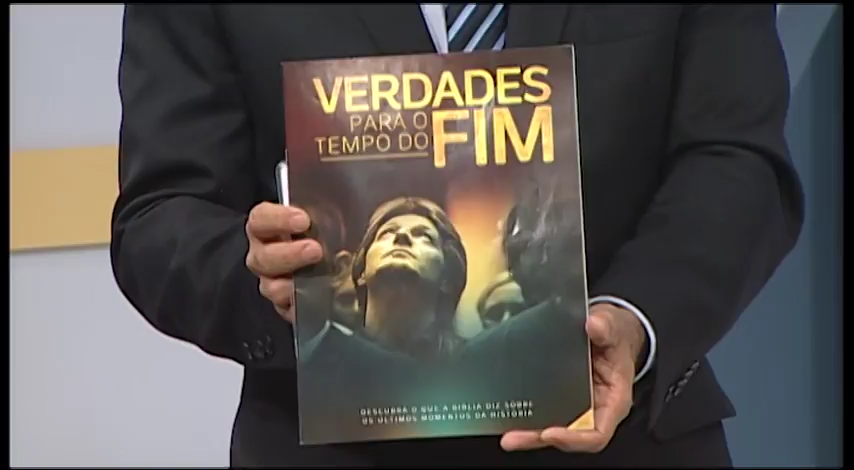 VERDADES
PARA O
TEMPO DO
FIM
DESCUBRA O QUE A BÍBLIA DIZ SOBRE
OS ÚLTIMOS MOMENTOS DA HISTÓRIA